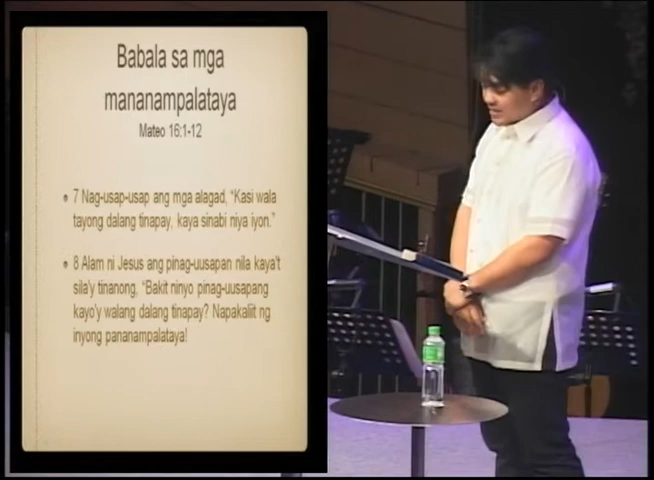 Babala sa mga
mananampalataya
Mateo 16:1-12
• 7 Nag-usap-usap ang mga alagad, “Kasi wala
tayong dalang tinapay, kaya sinabi niya iyon.”
• 8 Alam ni Jesus ang pinag-uusapan nila kaya't
sila'y tinanong, “Bakit ninyo pinag-uusapang
kayo'y walang dalang tinapay? Napakaliit ng
inyong pananampalataya!